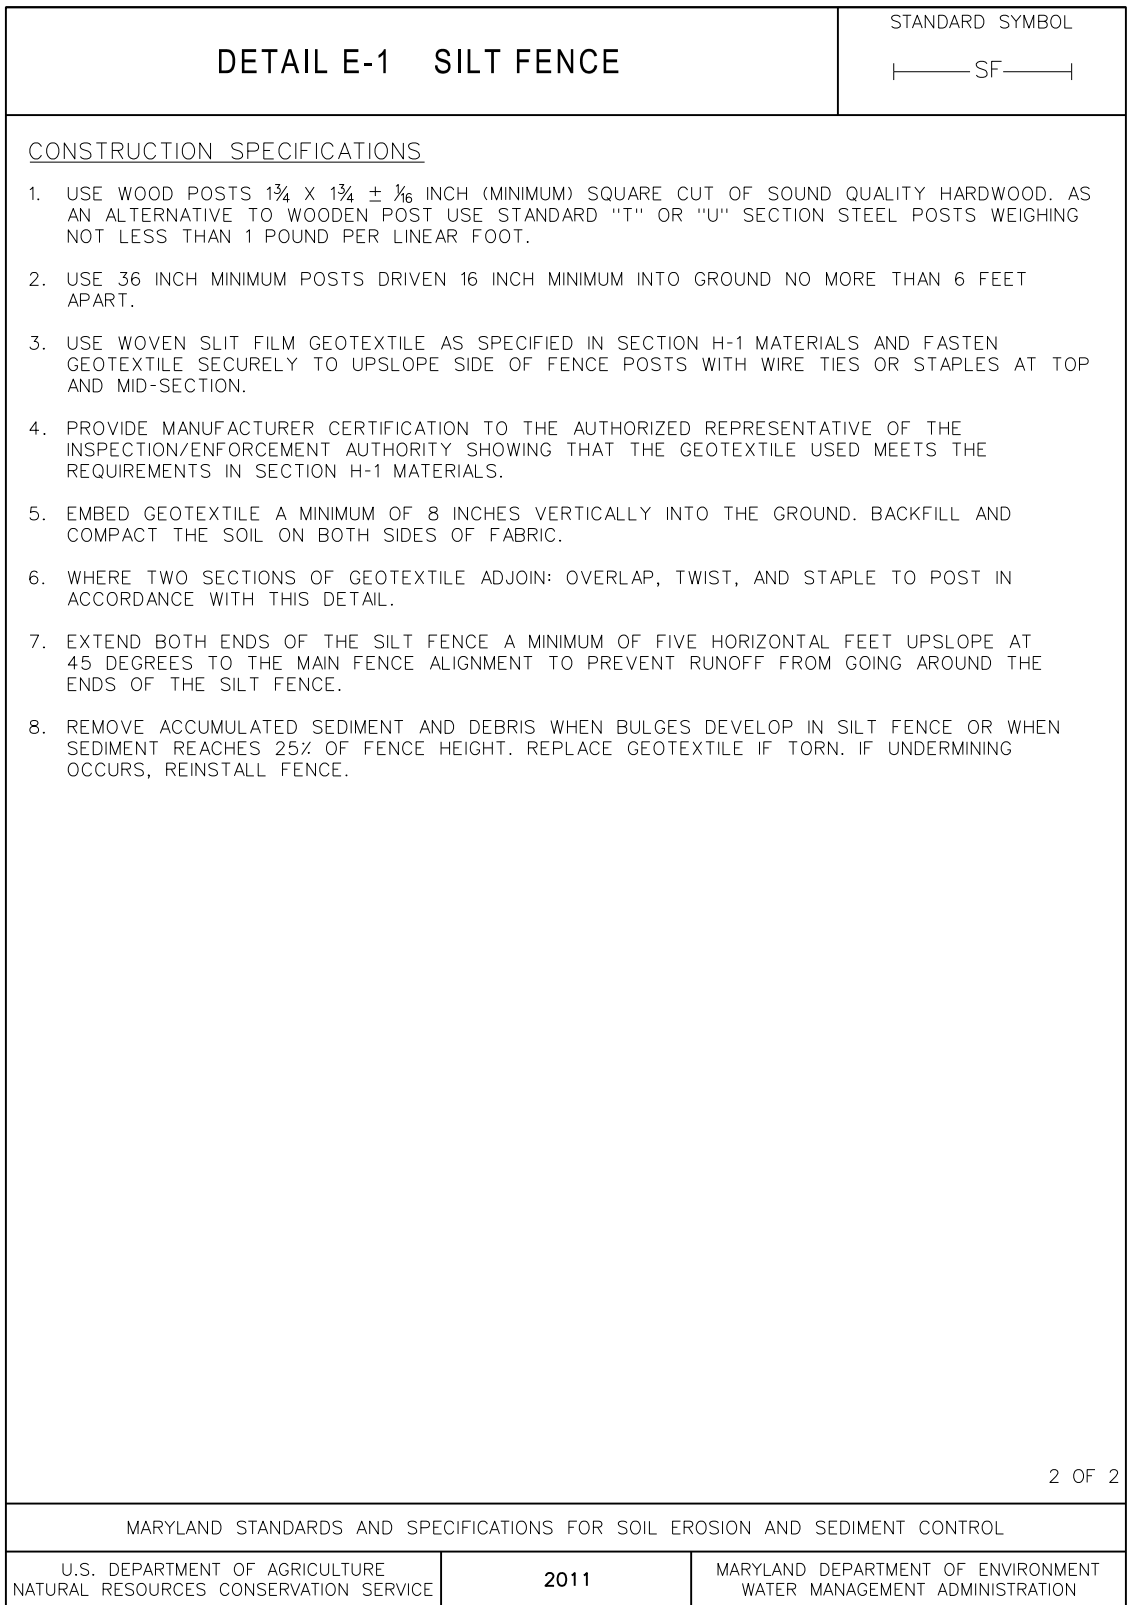 DETAIL E-1 SILT FENCE
STANDARD SYMBOL
SF
CONSTRUCTION SPECIFICATIONS
1. USE WOOD POSTS 1¾ X 1¾ ± 1⁄16 INCH (MINIMUM) SQUARE CUT OF SOUND QUALITY HARDWOOD. AS
AN ALTERNATIVE TO WOODEN POST USE STANDARD "T" OR "U" SECTION STEEL POSTS WEIGHING
NOT LESS THAN 1 POUND PER LINEAR FOOT.
2. USE 36 INCH MINIMUM POSTS DRIVEN 16 INCH MINIMUM INTO GROUND NO MORE THAN 6 FEET
APART.
3. USE WOVEN SLIT FILM GEOTEXTILE AS SPECIFIED IN SECTION H-1 MATERIALS AND FASTEN
GEOTEXTILE SECURELY TO UPSLOPE SIDE OF FENCE POSTS WITH WIRE TIES OR STAPLES AT TOP
AND MID-SECTION.
4. PROVIDE MANUFACTURER CERTIFICATION TO THE AUTHORIZED REPRESENTATIVE OF THE
INSPECTION/ENFORCEMENT AUTHORITY SHOWING THAT THE GEOTEXTILE USED MEETS THE
REQUIREMENTS IN SECTION H-1 MATERIALS.
5. EMBED GEOTEXTILE A MINIMUM OF 8 INCHES VERTICALLY INTO THE GROUND. BACKFILL AND
COMPACT THE SOIL ON BOTH SIDES OF FABRIC.
6. WHERE TWO SECTIONS OF GEOTEXTILE ADJOIN: OVERLAP, TWIST, AND STAPLE TO POST IN
ACCORDANCE WITH THIS DETAIL.
7. EXTEND BOTH ENDS OF THE SILT FENCE A MINIMUM OF FIVE HORIZONTAL FEET UPSLOPE AT
45 DEGREES TO THE MAIN FENCE ALIGNMENT TO PREVENT RUNOFF FROM GOING AROUND THE
ENDS OF THE SILT FENCE.
8. REMOVE ACCUMULATED SEDIMENT AND DEBRIS WHEN BULGES DEVELOP IN SILT FENCE OR WHEN
SEDIMENT REACHES 25% OF FENCE HEIGHT. REPLACE GEOTEXTILE IF TORN. IF UNDERMINING
OCCURS, REINSTALL FENCE.
2 OF 2
MARYLAND STANDARDS AND SPECIFICATIONS FOR SOIL EROSION AND SEDIMENT CONTROL
U.S. DEPARTMENT OF AGRICULTURE
NATURAL RESOURCES CONSERVATION SERVICE
2011
MARYLAND DEPARTMENT OF ENVIRONMENT
WATER MANAGEMENT ADMINISTRATION